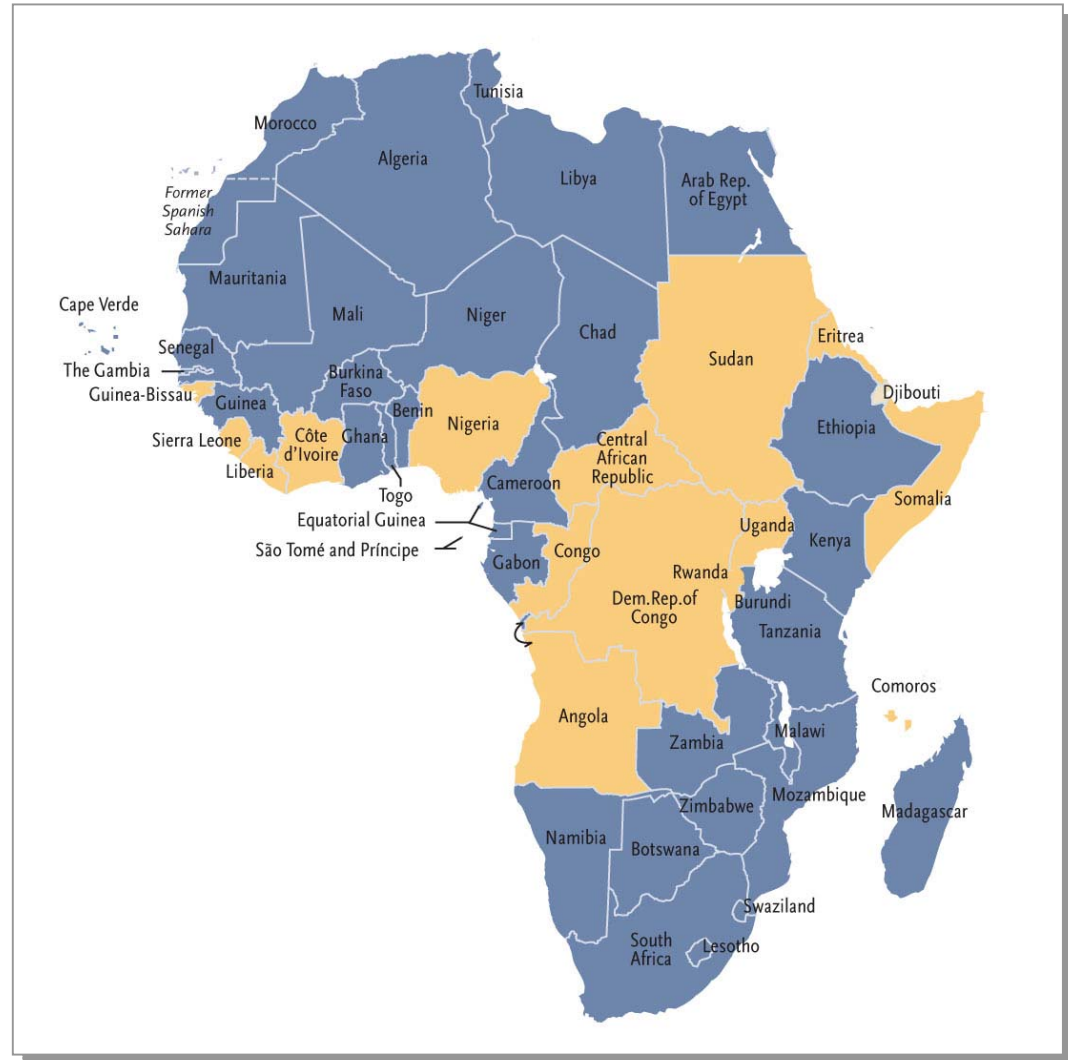 Tunisia
Morocco
Algeria
Libya
Arab Rep.
of Egypt
Former
Spanish
Sahara
Mauritania
Mali
Niger
Chad
Sudan
Eritrea
Cape Verde
Senegal
The Gambia
Guinea-Bissau
Guinea
Sierra Leone
Liberia
Côte
d'Ivoire
Burkina
Faso
Ghana
Togo
Benin
Nigeria
Cameroon
Central
African
Republic
Djibouti
Ethiopia
Somalia
Equatorial Guinea
São Tomé and Príncipe
Gabon
Congo
Dem.Rep.of
Congo
Uganda
Rwanda
Burundi
Kenya
Tanzania
Comoros
Angola
Zambia
Malawi
Mozambique
Madagascar
Zimbabwe
Namibia
Botswana
Swaziland
South
Africa
Lesotho